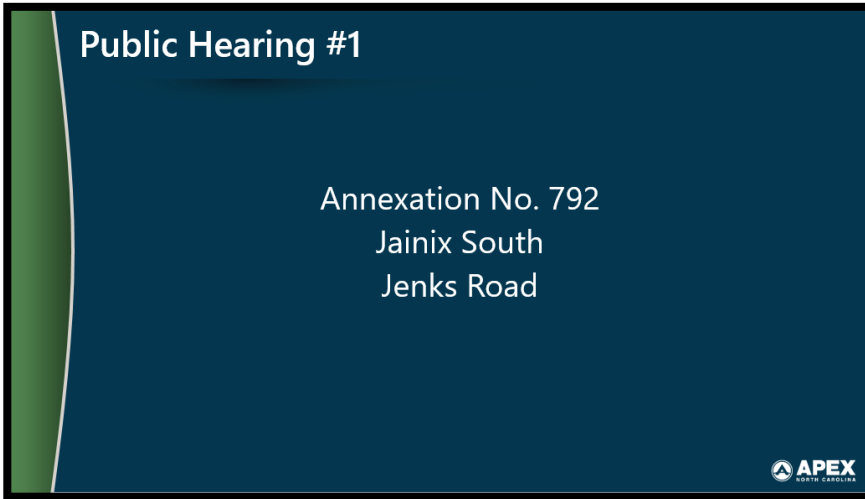 Public Hearing #1
Annexation No. 792
Jainix South
Jenks Road
APEX
NORTH CAROLINA